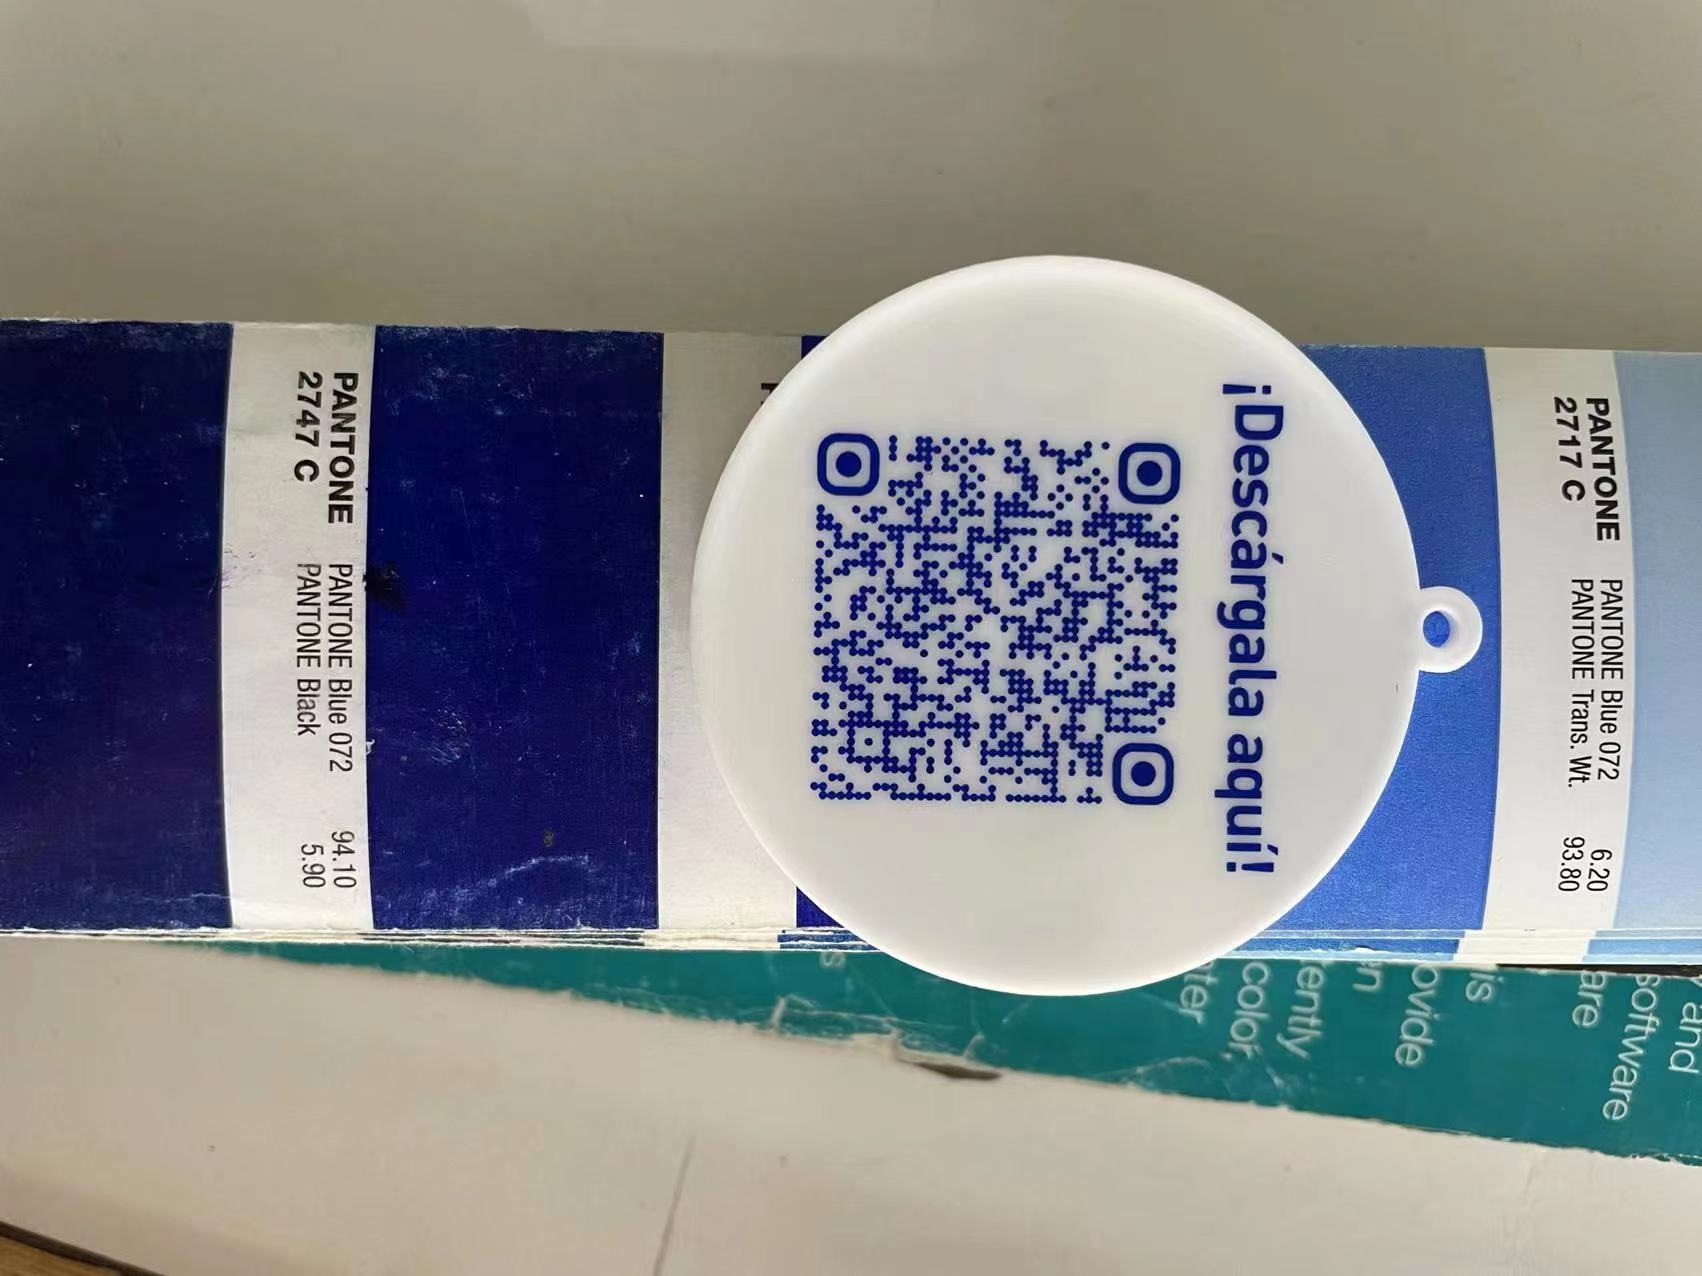 PANTONE
2747 C
PANTONE Blue 072 94.10
PANTONE Black 5.90
¡Descárgala aquí!
PANTONE
2717 C
PANTONE Blue 072 6.20
PANTONE Trans. Wt. 93.80
and
software
are
is
ovide
n
ently
color,
ter
s